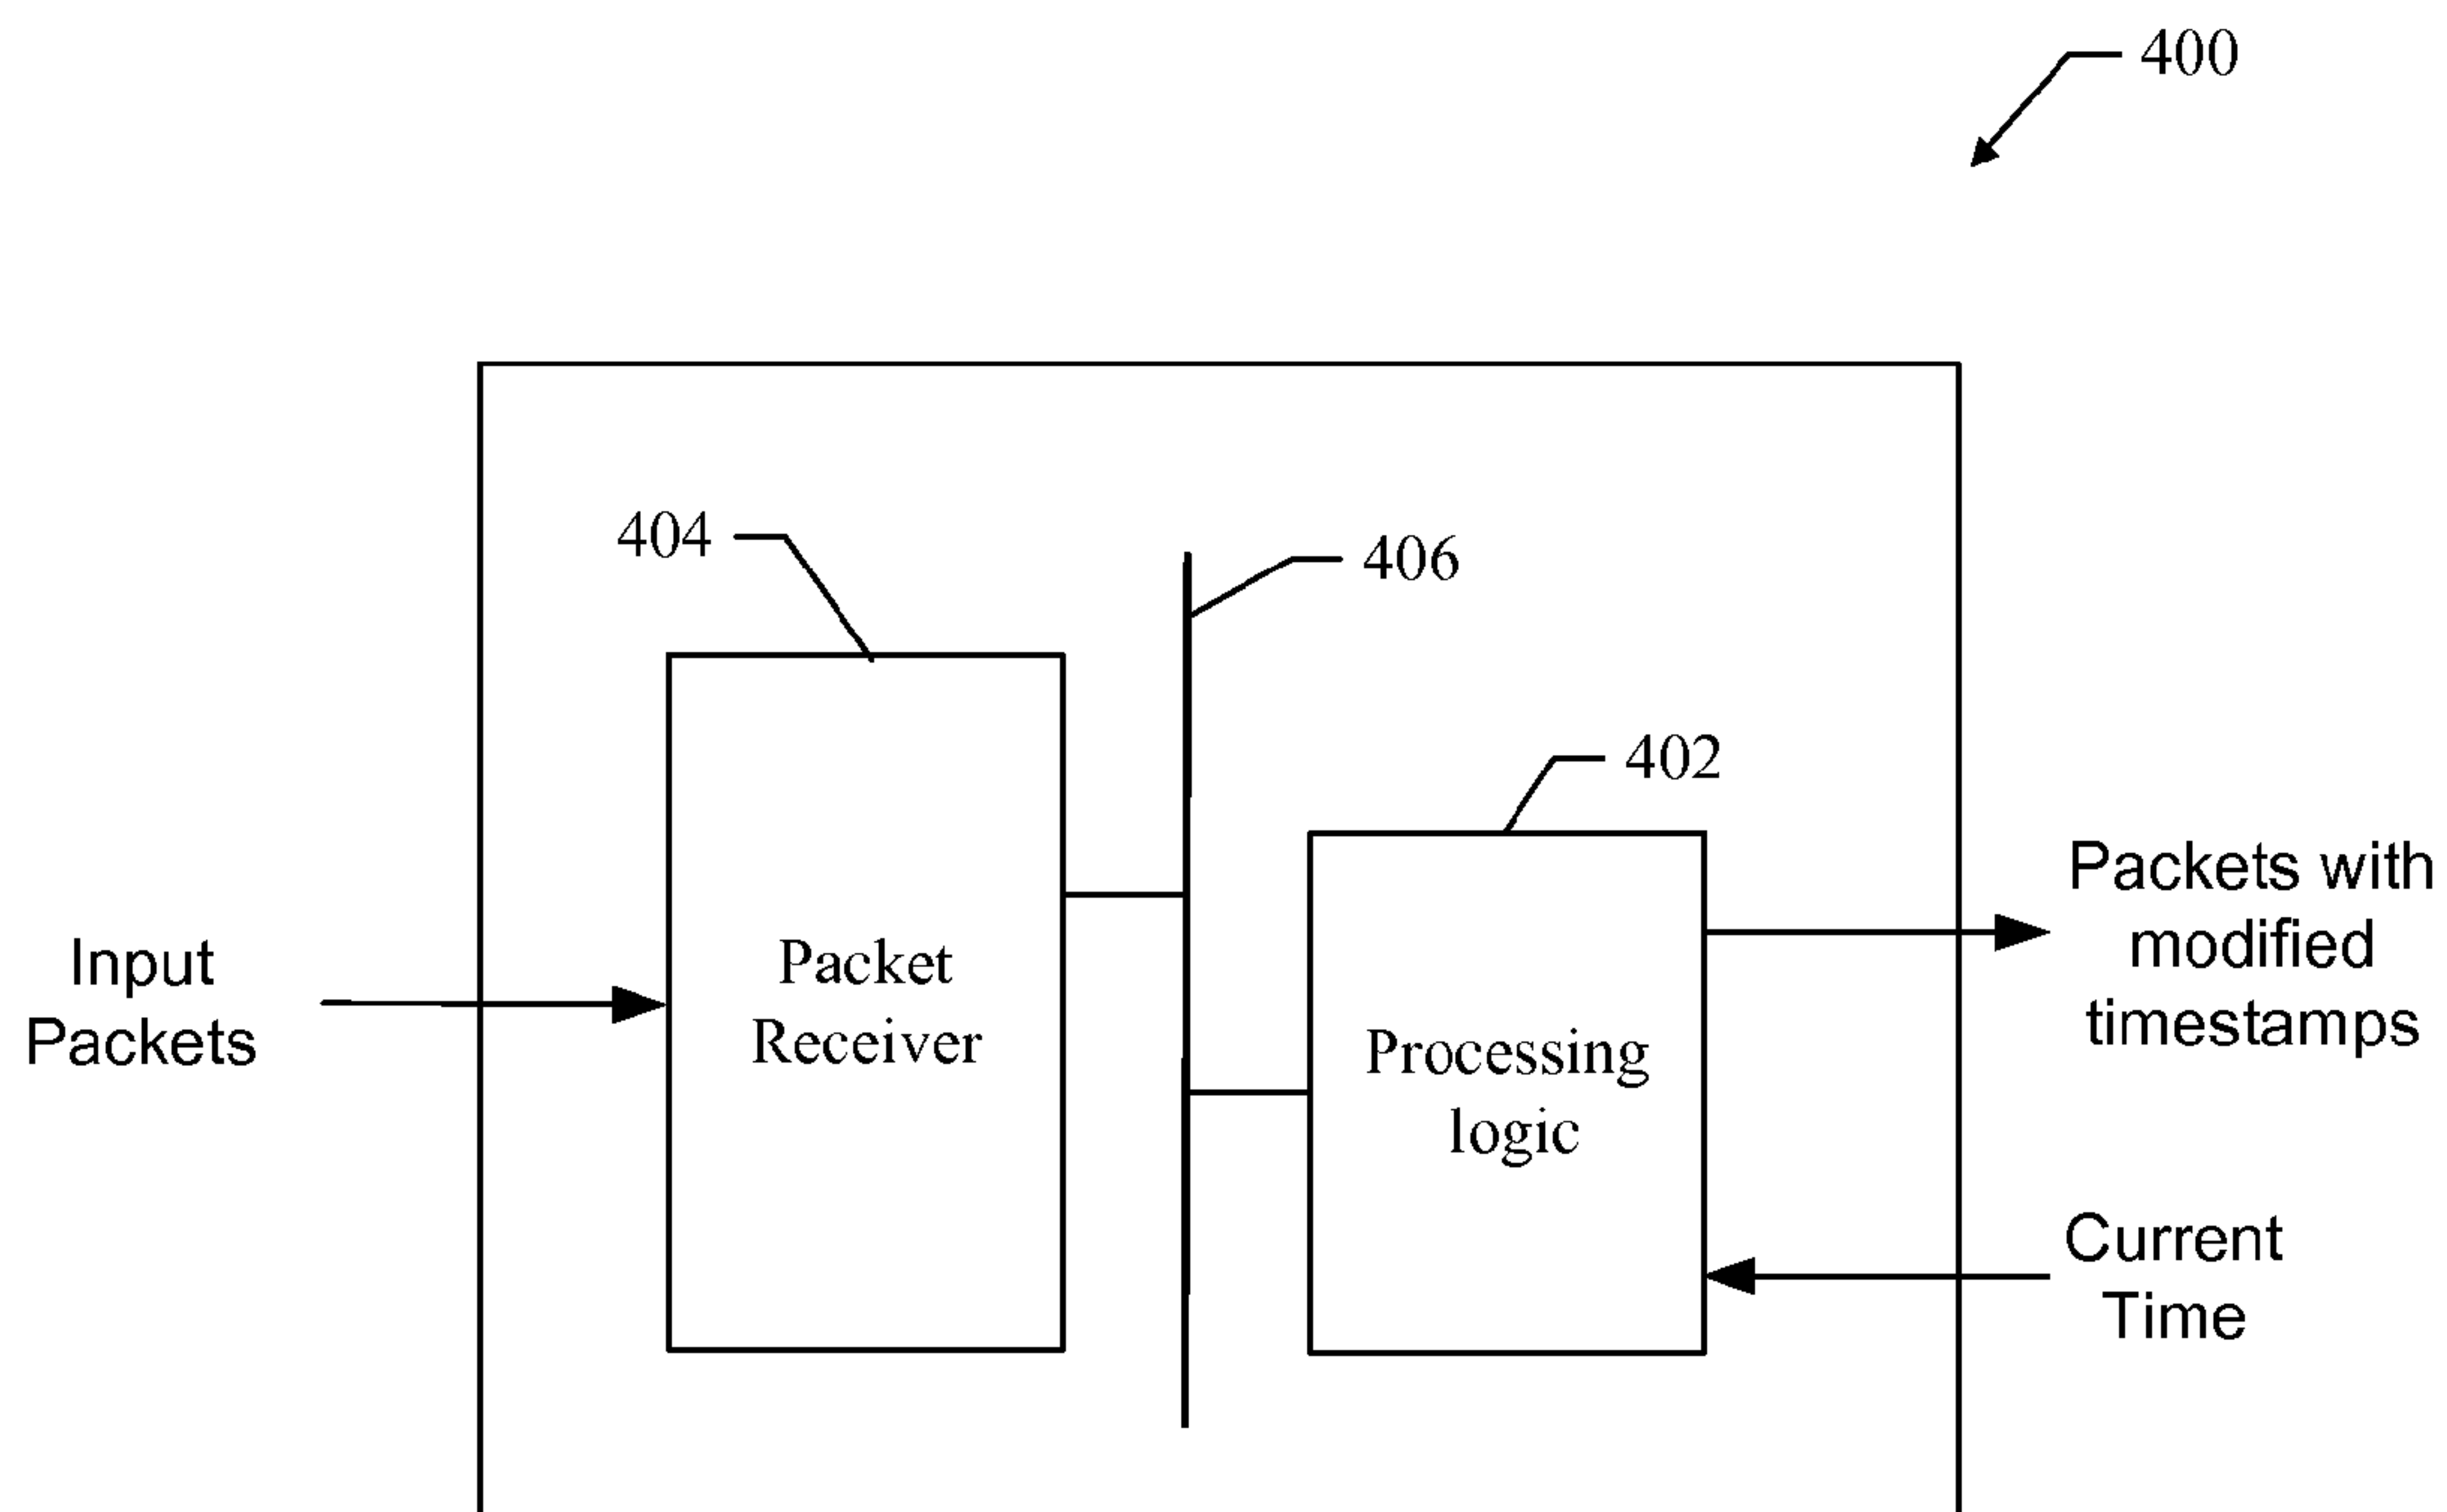 400
404
406
402
Input
Packets
Packet
Receiver
Processing
logic
Packets with
modified
timestamps
Current
Time